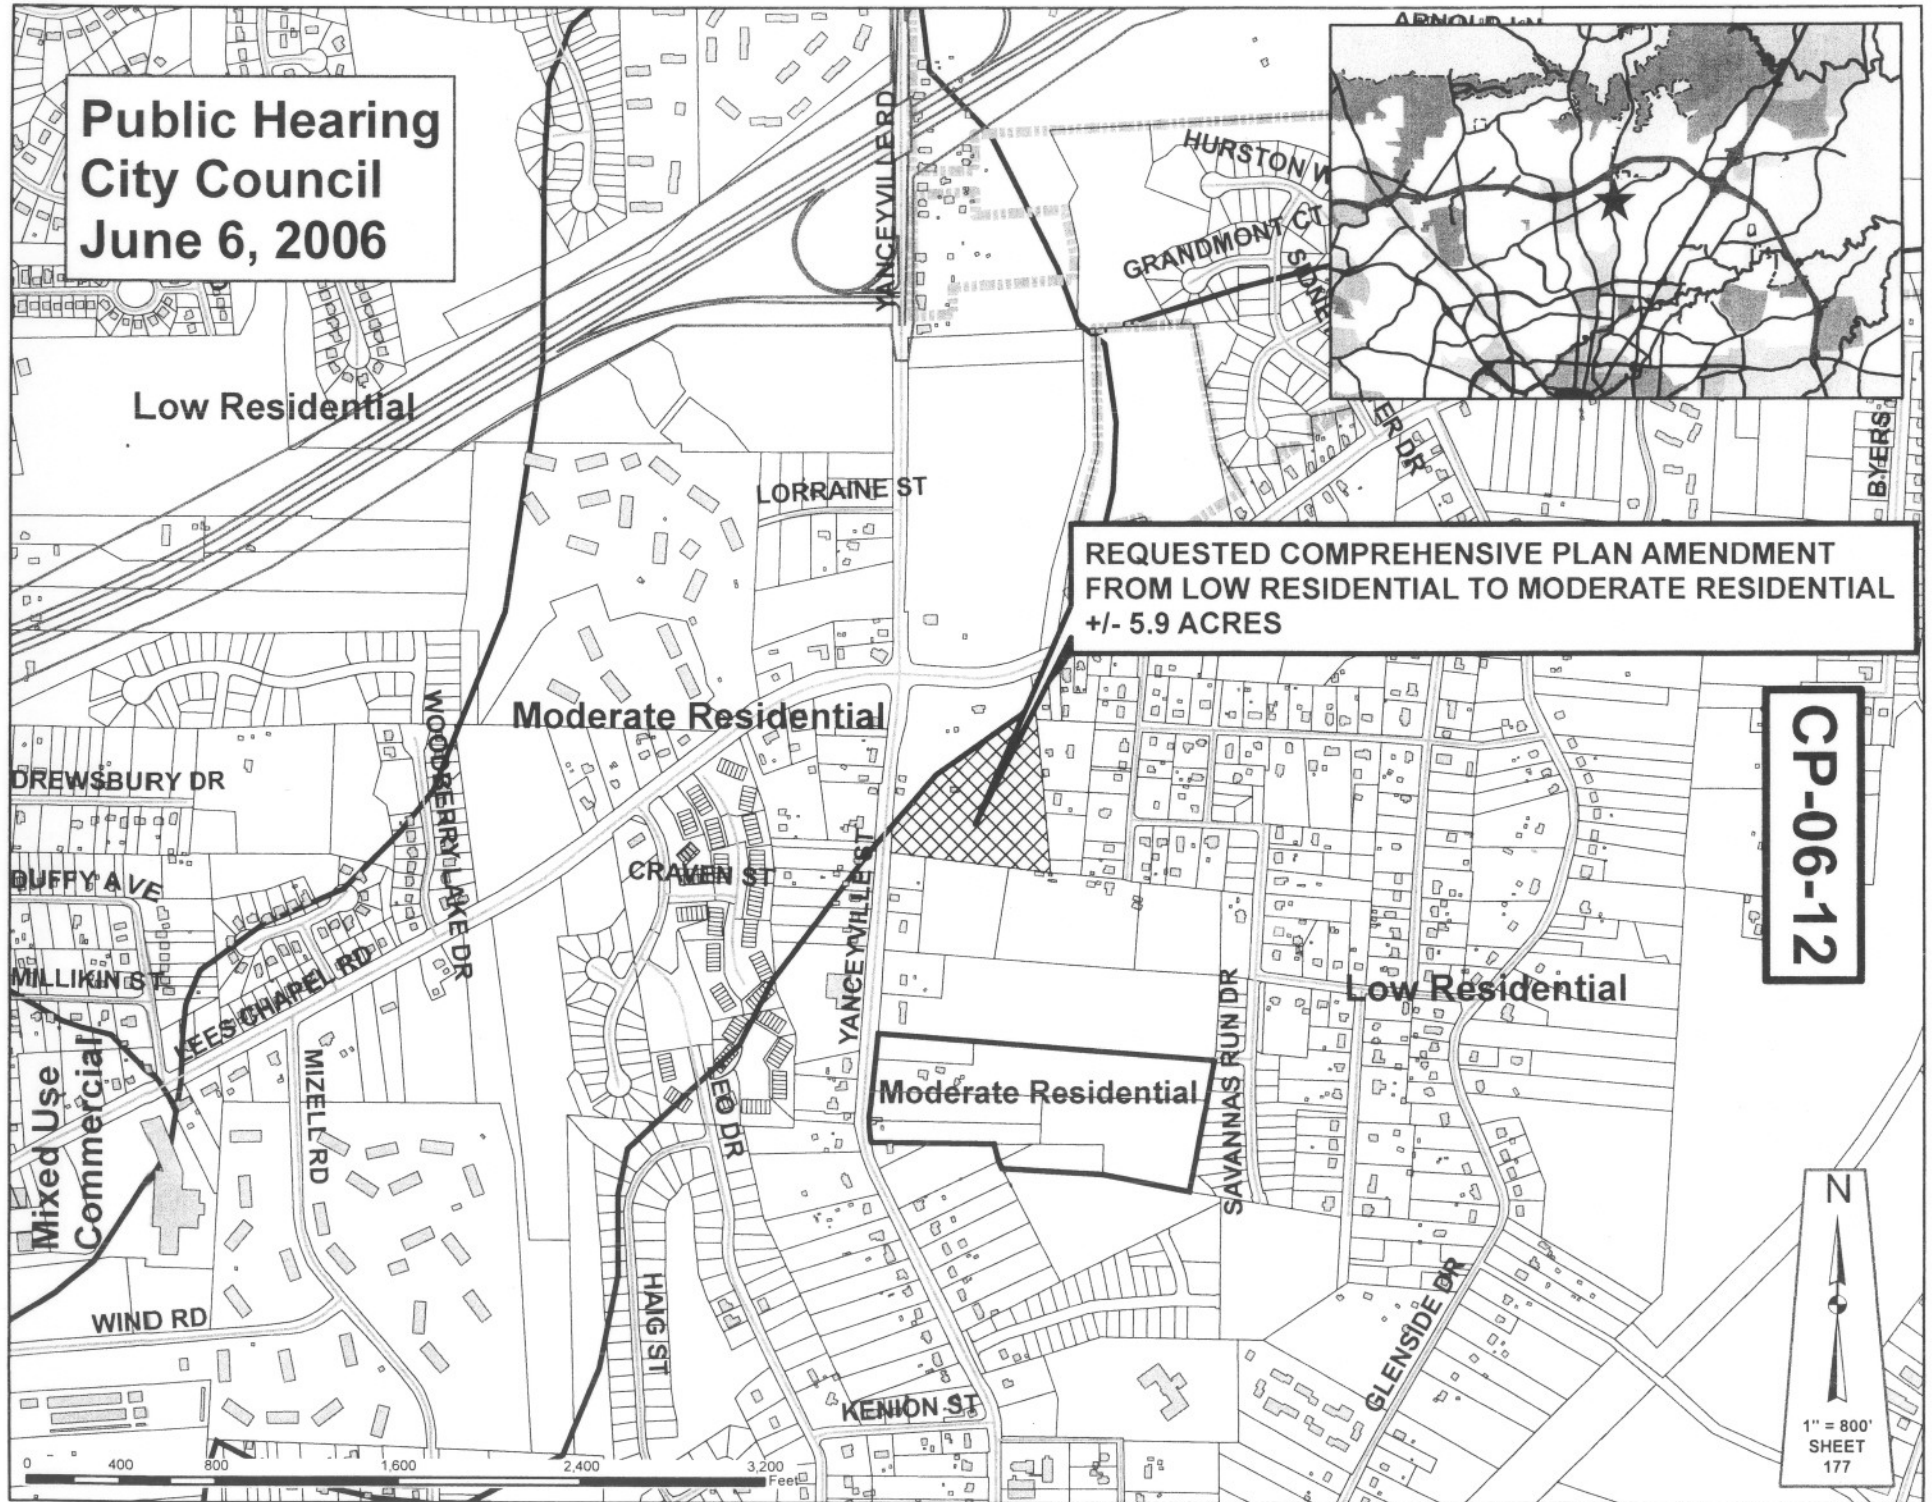 Public Hearing
City Council
June 6, 2006
YANCEYVILLE RD
GRANDMONT CT
Low Residential
ER DR
BYERS
LORRAINE ST
REQUESTED COMPREHENSIVE PLAN AMENDMENT
FROM LOW RESIDENTIAL TO MODERATE RESIDENTIAL
+/- 5.9 ACRES
CP-06-12
Moderate Residential
WOODBERRY LAKE DR
DREWSBURY DR
DUFFY AVE
CRAVEN ST
YANCEYVILLE ST
MILLIKIN ST
LEES CHAPEL RD
Low Residential
SAVANNAS RUN DR
Moderate Residential
Mixed Use
Commercial
MIZELL RD
HAIG ST
WIND RD
GLENSIDE DR
KENION ST
N
1" = 800'
SHEET
177
0 400 800 1,600 2,400 3,200
Feet